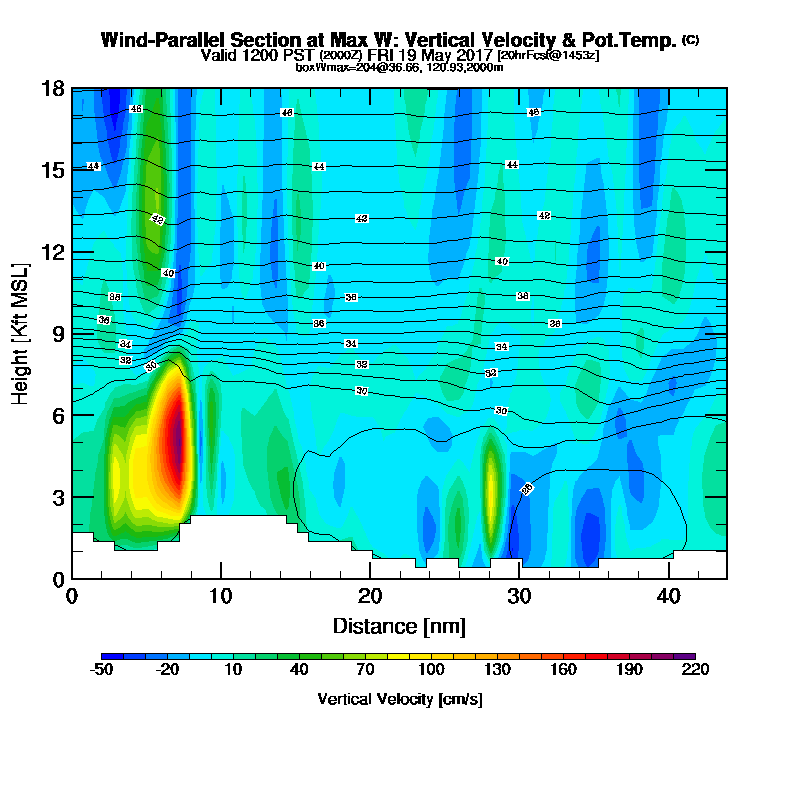 Wind-Parallel Section at Max W: Vertical Velocity & Pot.Temp. (C)
Valid 1200 PST (2000Z) FRI 19 May 2017 [20hrFcst@1453z]
boxWmax=204@36.66, 120.93,2000m
18
15
12
9
6
3
0
Height [Kft MSL]
46 46 48
44 44 44
42 42 42
40 40 40
38 38 38
36 36 36
34 34 34
32 32 32
30 30 30
28
0 10 20 30 40
Distance [nm]
-50 -20 10 40 70 100 130 160 190 220
Vertical Velocity [cm/s]